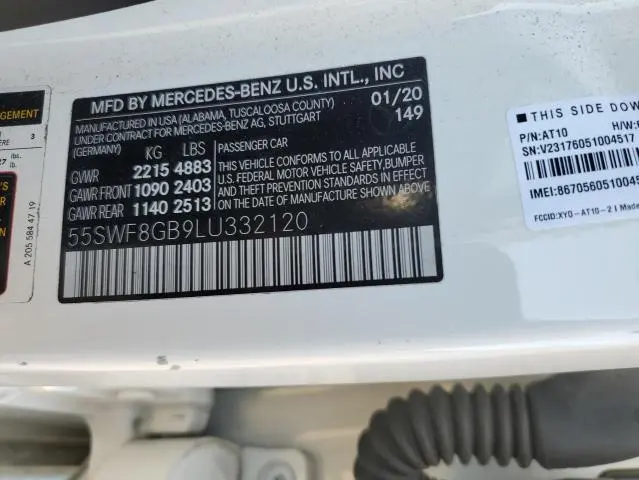 AGEMENT
3
lb.
A 205 584 47 19
MFD BY MERCEDES-BENZ U.S. INTL., INC
MANUFACTURED IN USA (ALABAMA, TUSCALOOSA COUNTY) 01/20
UNDER CONTRACT FOR MERCEDES-BENZ AG, STUTTGART 149
(GERMANY) KG LBS PASSENGER CAR
GVWR 2215 4883
GAWR FRONT 1090 2403
GAWR REAR 1140 2513
THIS VEHICLE CONFORMS TO ALL APPLICABLE
U.S. FEDERAL MOTOR VEHICLE SAFETY, BUMPER
AND THEFT PREVENTION STANDARDS IN EFFECT ON
THE DATE OF MANUFACTURE SHOWN ABOVE.
55SWF8GB9LU332120
THIS SIDE DOW
P/N: AT10 H/W:
SN: V23176051004517
IMEI: 8670560510045
FCCID: XYO-AT10-2 | Made